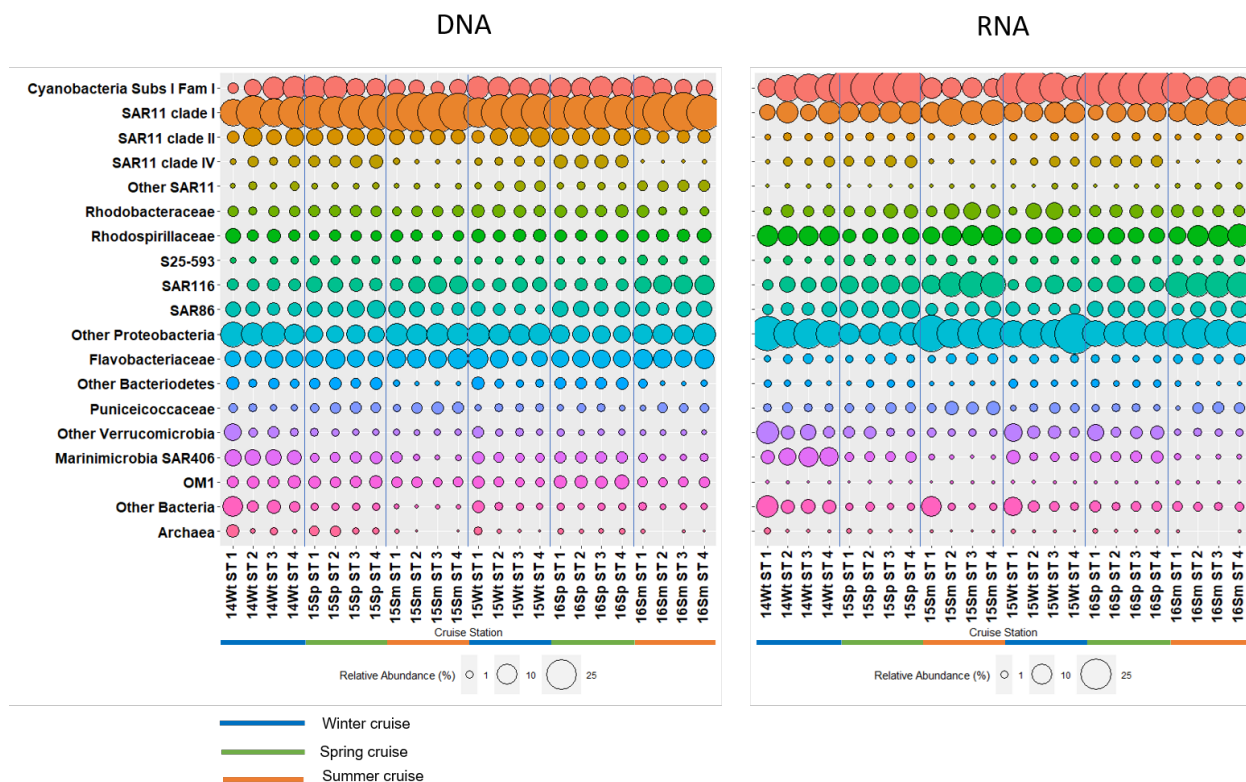 DNA
RNA
Cyanobacteria Subs I Fam I
SAR11 clade I
SAR11 clade II
SAR11 clade IV
Other SAR11
Rhodobacteraceae
Rhodospirillaceae
S25-593
SAR116
SAR86
Other Proteobacteria
Flavobacteriaceae
Other Bacteriodetes
Puniceicoccaceae
Other Verrucomicrobia
Marinimicrobia SAR406
OM1
Other Bacteria
Archaea
14Wt ST 1
14Wt ST 2
14Wt ST 3
14Wt ST 4
15Sp ST 1
15Sp ST 2
15Sp ST 3
15Sp ST 4
15Sm ST 1
15Sm ST 2
15Sm ST 3
15Sm ST 4
15Wt ST 1
15Wt ST 2
15Wt ST 3
15Wt ST 4
16Sp ST 1
16Sp ST 2
16Sp ST 3
16Sp ST 4
16Sm ST 1
16Sm ST 2
16Sm ST 3
16Sm ST 4
Cruise Station
Relative Abundance (%) 1 10 25
14Wt ST 1
14Wt ST 2
14Wt ST 3
14Wt ST 4
15Sp ST 1
15Sp ST 2
15Sp ST 3
15Sp ST 4
15Sm ST 1
15Sm ST 2
15Sm ST 3
15Sm ST 4
15Wt ST 1
15Wt ST 2
15Wt ST 3
15Wt ST 4
16Sp ST 1
16Sp ST 2
16Sp ST 3
16Sp ST 4
16Sm ST 1
16Sm ST 2
16Sm ST 3
16Sm ST 4
Cruise Station
Relative Abundance (%) 1 10 25
Winter cruise
Spring cruise
Summer cruise